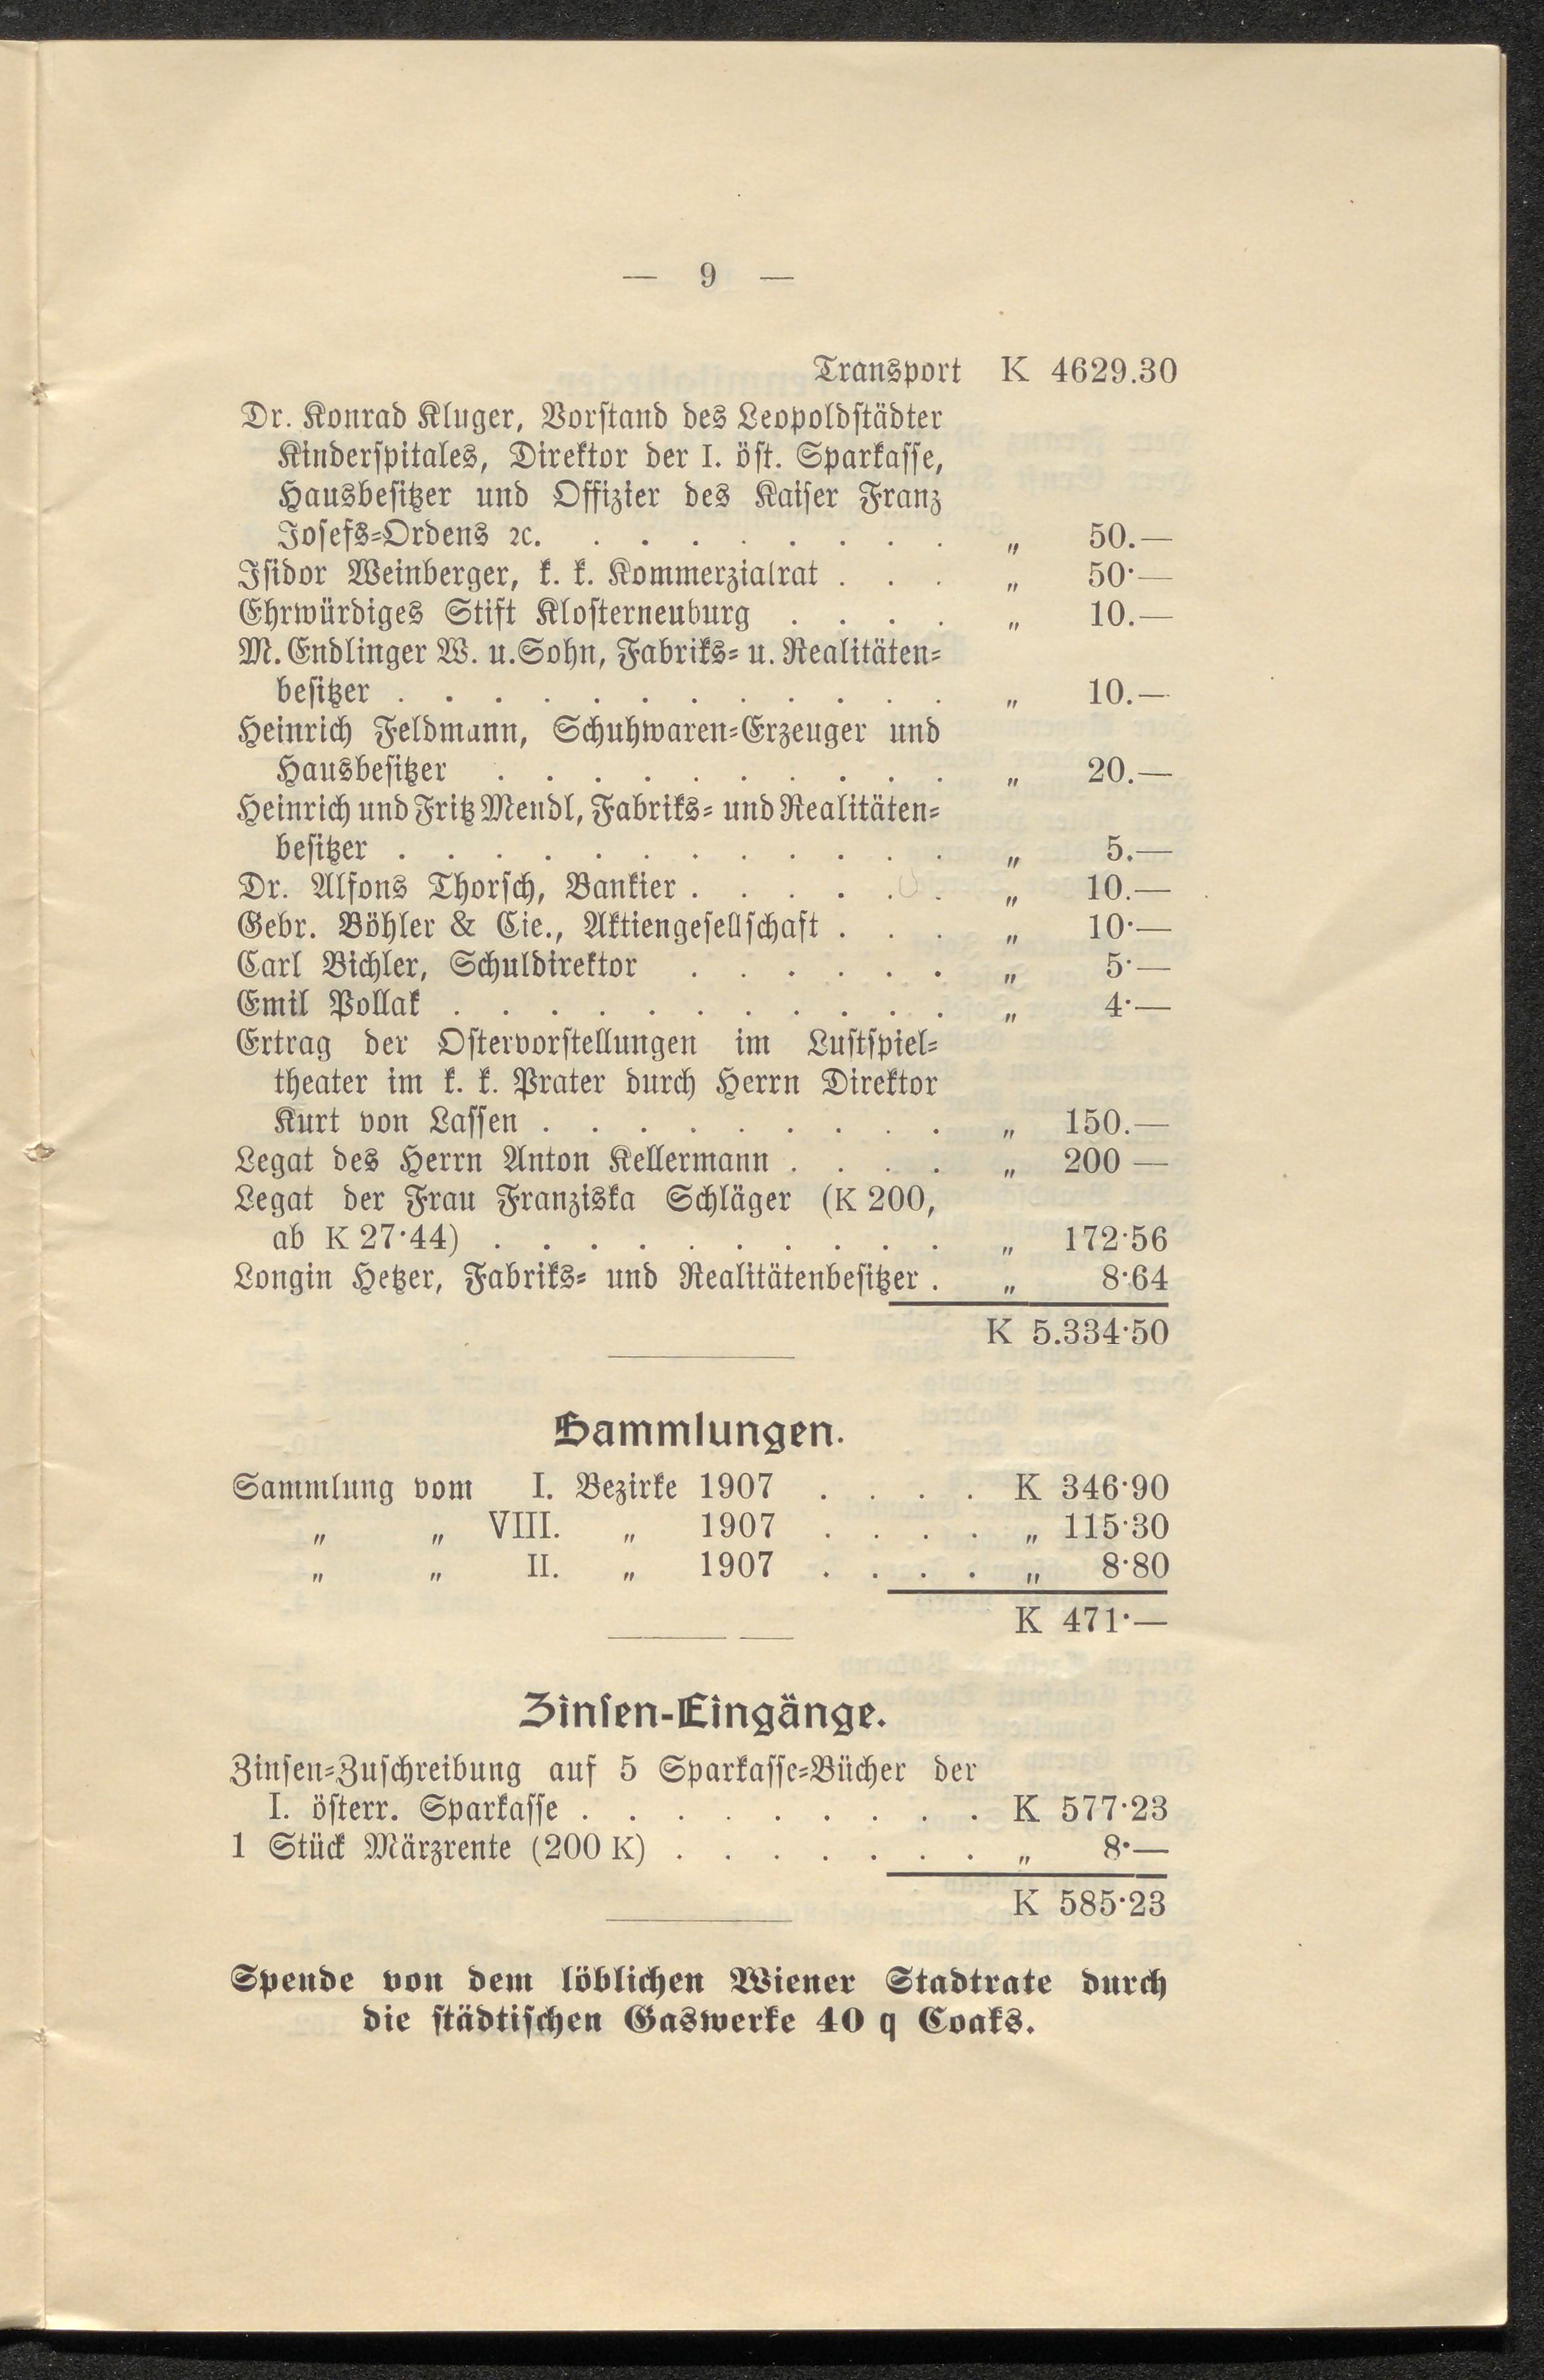 — 9 —
Transport K 4629.30
Dr. Konrad Kluger, Vorstand des Leopoldstädter
Kinderspitales, Direktor der I. öst. Sparkasse,
Hausbesitzer und Offizier des Kaiser Franz
Josefs-Ordens ꝛc. . . . . . . . . „ 50.—
Isidor Weinberger, k. k. Kommerzialrat . . . „ 50·—
Ehrwürdiges Stift Klosterneuburg . . . . „ 10.—
M. Endlinger W. u. Sohn, Fabriks- u. Realitäten-
besitzer . . . . . . . . . . . . „ 10.—
Heinrich Feldmann, Schuhwaren-Erzeuger und
Hausbesitzer . . . . . . . . . . „ 20.—
Heinrich und Fritz Mendl, Fabriks- und Realitäten-
besitzer . . . . . . . . . . . . „ 5.—
Dr. Alfons Thorsch, Bankier . . . . . . „ 10.—
Gebr. Böhler & Cie., Aktiengesellschaft . . . „ 10·—
Carl Bichler, Schuldirektor . . . . . . „ 5·—
Emil Pollak . . . . . . . . . . . „ 4·—
Ertrag der Ostervorstellungen im Lustspiel-
theater im k. k. Prater durch Herrn Direktor
Kurt von Lassen . . . . . . . . . „ 150.—
Legat des Herrn Anton Kellermann . . . . „ 200 —
Legat der Frau Franziska Schläger (K 200,
ab K 27·44) . . . . . . . . . . „ 172·56
Longin Hetzer, Fabriks- und Realitätenbesitzer . „ 8·64
K 5.334·50
Sammlungen.
Sammlung vom I. Bezirke 1907 . . . . K 346·90
„ „ VIII. „ 1907 . . . . „ 115·30
„ „ II. „ 1907 . . . . „ 8·80
K 471·—
Zinsen-Eingänge.
Zinsen-Zuschreibung auf 5 Sparkasse-Bücher der
I. österr. Sparkasse . . . . . . . . . K 577·23
1 Stück Märzrente (200 K) . . . . . . . „ 8·—
K 585·23
Spende von dem löblichen Wiener Stadtrate durch
die städtischen Gaswerke 40 q Coaks.